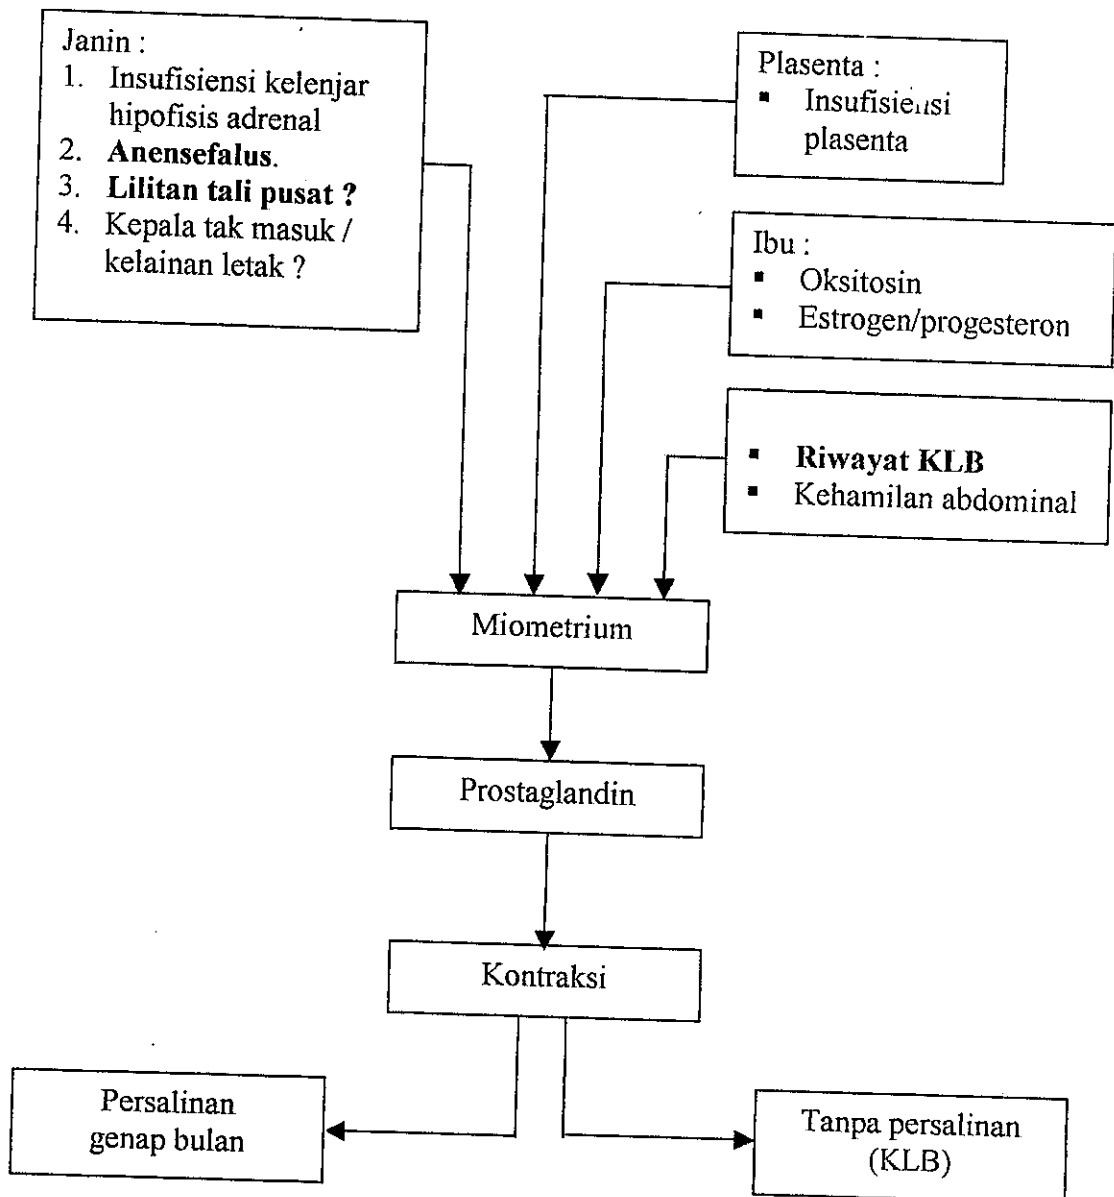 Janin :
1. Insufisiensi kelenjar
hipofisis adrenal
2. Anensefalus.
3. Lilitan tali pusat ?
4. Kepala tak masuk /
kelainan letak ?
Plasenta :
▪ Insufisiensi
plasenta
Ibu :
▪ Oksitosin
▪ Estrogen/progesteron
▪ Riwayat KLB
▪ Kehamilan abdominal
Miometrium
Prostaglandin
Kontraksi
Persalinan
genap bulan
Tanpa persalinan
(KLB)